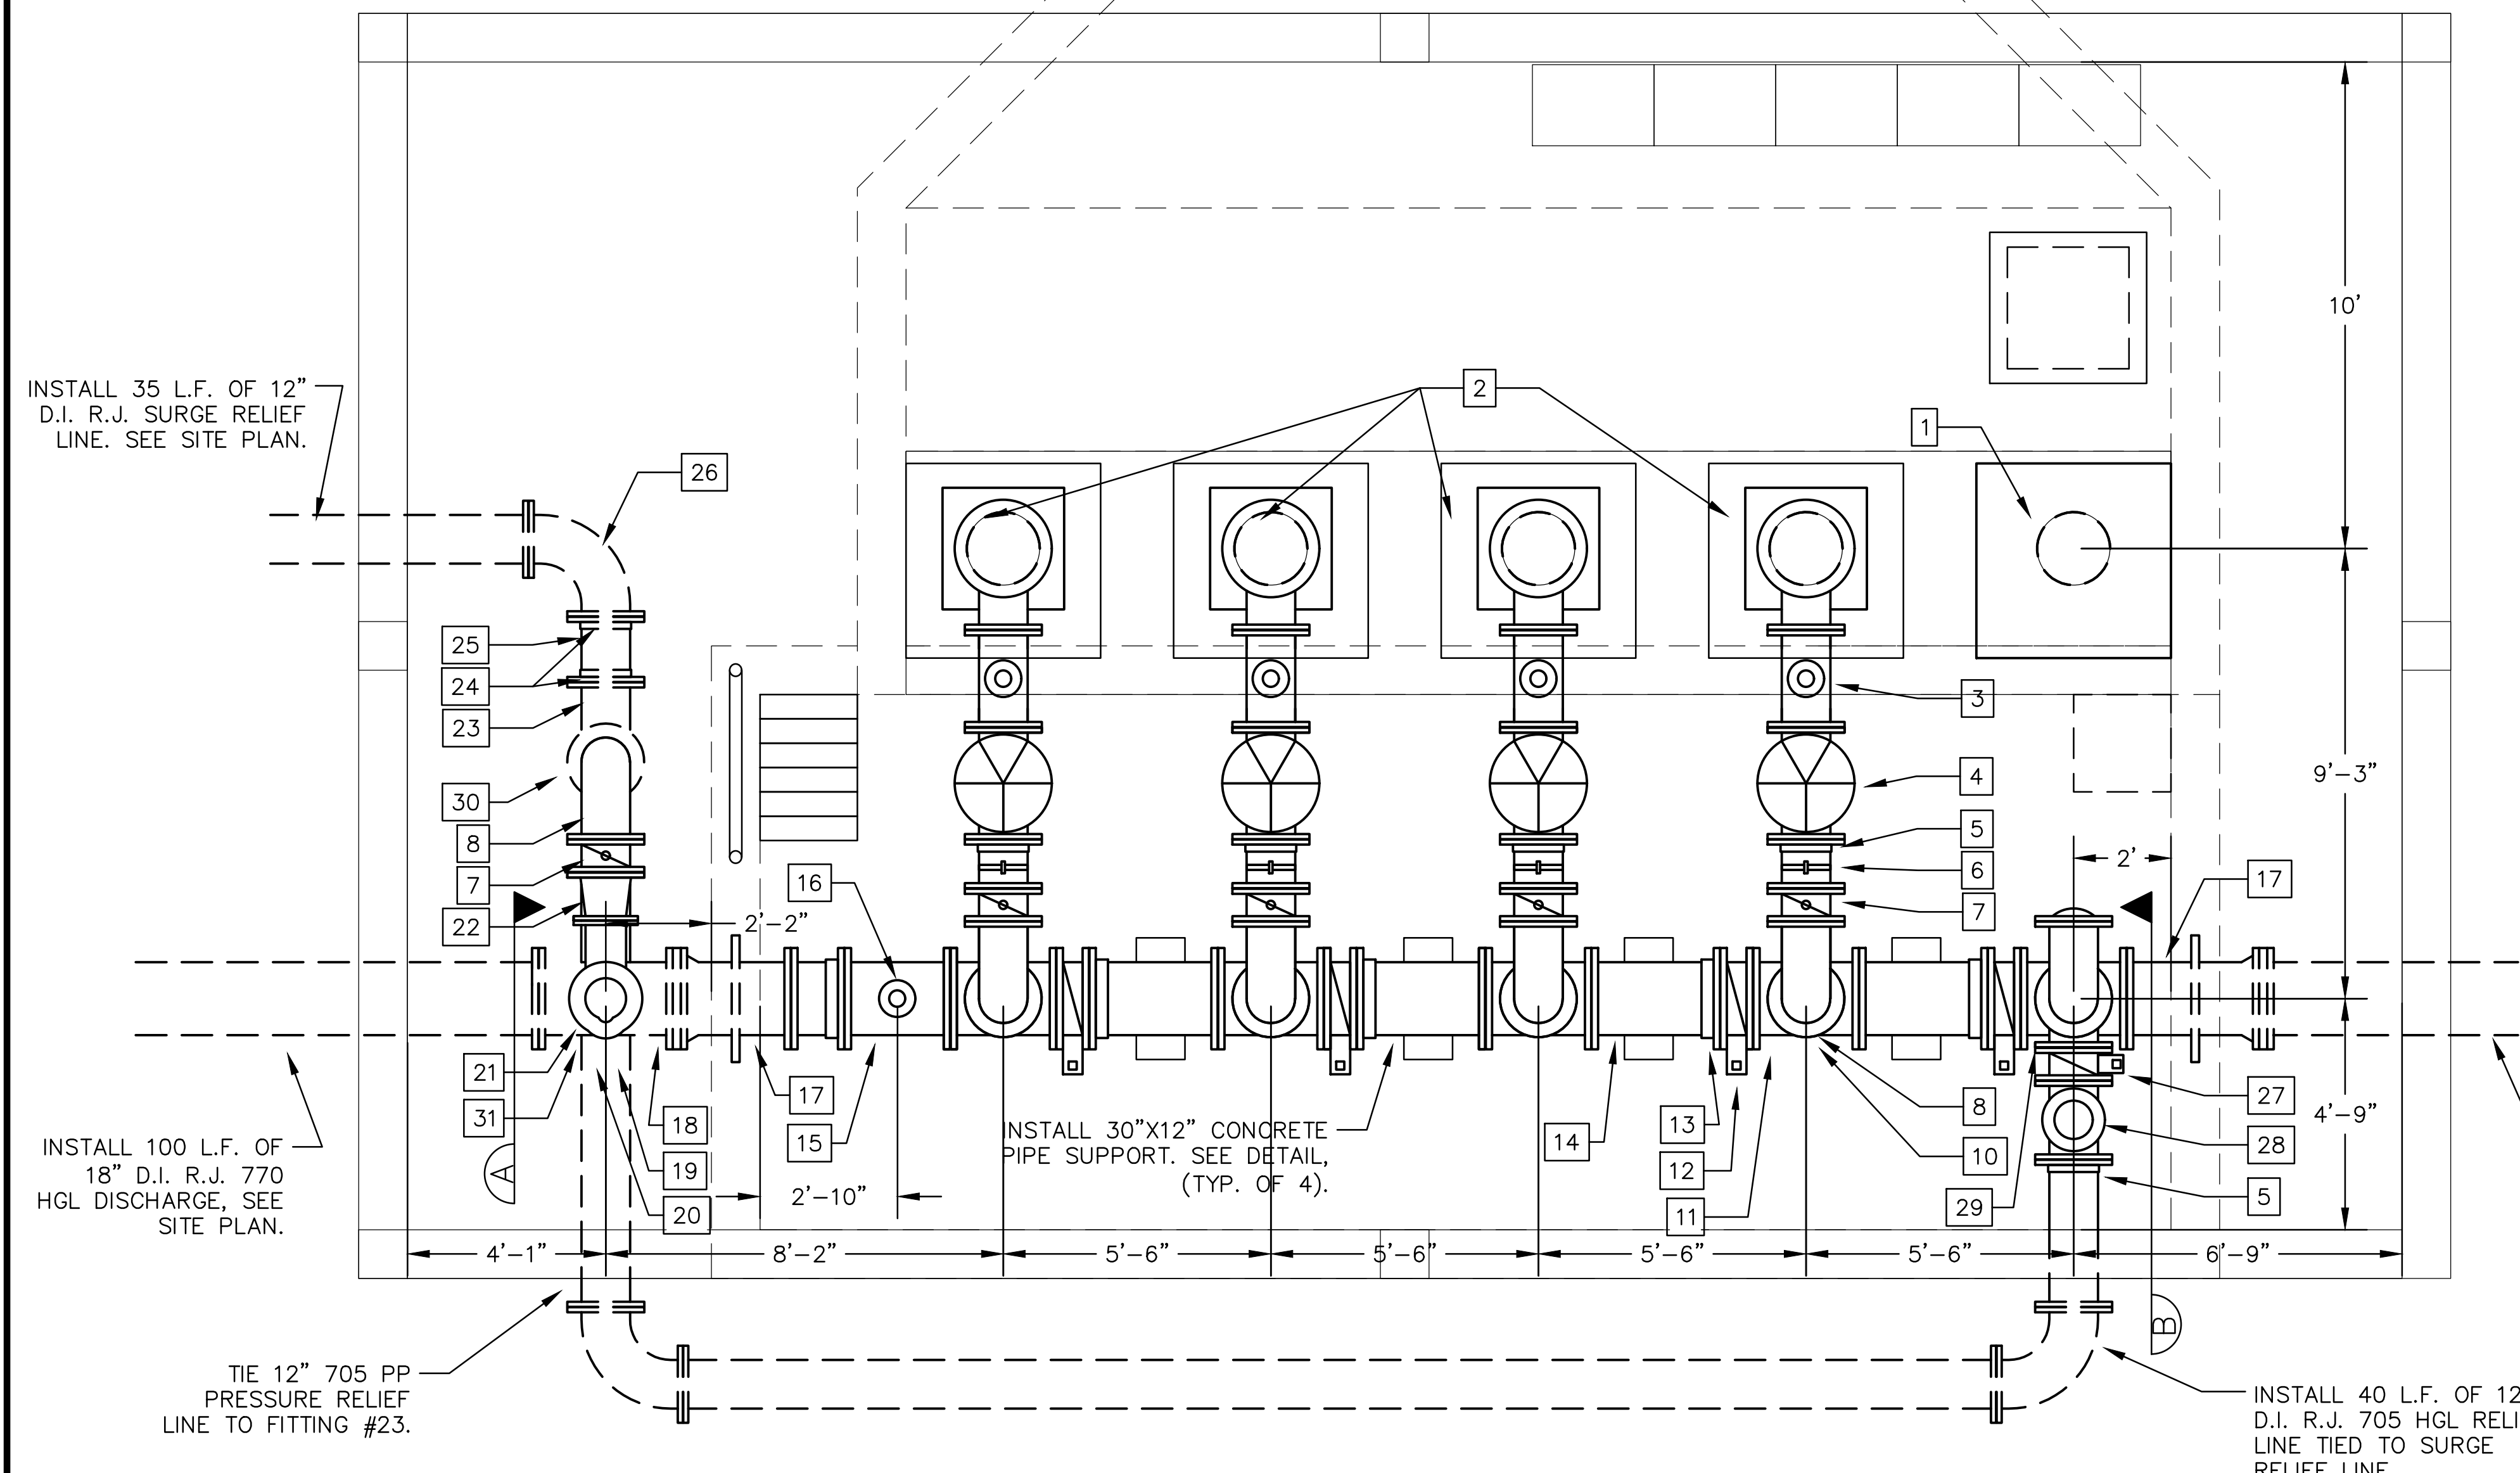 INSTALL 35 L.F. OF 12”
D.I. R.J. SURGE RELIEF
LINE. SEE SITE PLAN.
26
2
1
10’
25
24
23
30
8
7
22
3
4
5
6
7
9’–3”
2’
17
16
2’–2”
21
31
18
19
20
17
15
INSTALL 100 L.F. OF
18” D.I. R.J. 770
HGL DISCHARGE, SEE
SITE PLAN.
A
2’–10”
INSTALL 30”X12” CONCRETE
PIPE SUPPORT. SEE DETAIL,
(TYP. OF 4).
14
13
12
11
8
10
29
27
28
5
4’–9”
4’–1”
8’–2”
5’–6”
5’–6”
5’–6”
5’–6”
6’–9”
B
TIE 12” 705 PP
PRESSURE RELIEF
LINE TO FITTING #23.
INSTALL 40 L.F. OF 12
D.I. R.J. 705 HGL RELI
LINE TIED TO SURGE
RELIEF LINE